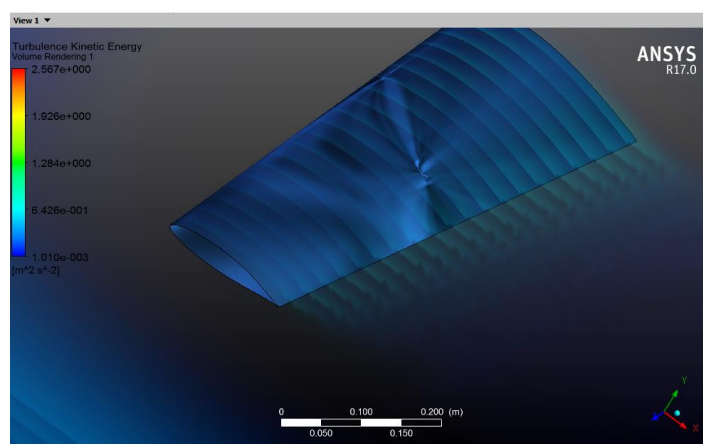 View 1
Turbulence Kinetic Energy
Volume Rendering 1
2.567e+000
1.926e+000
1.284e+000
6.426e-001
1.010e-003
[m^2 s^-2]
ANSYS
R17.0
0 0.100 0.200 (m)
0.050 0.150
Y
X